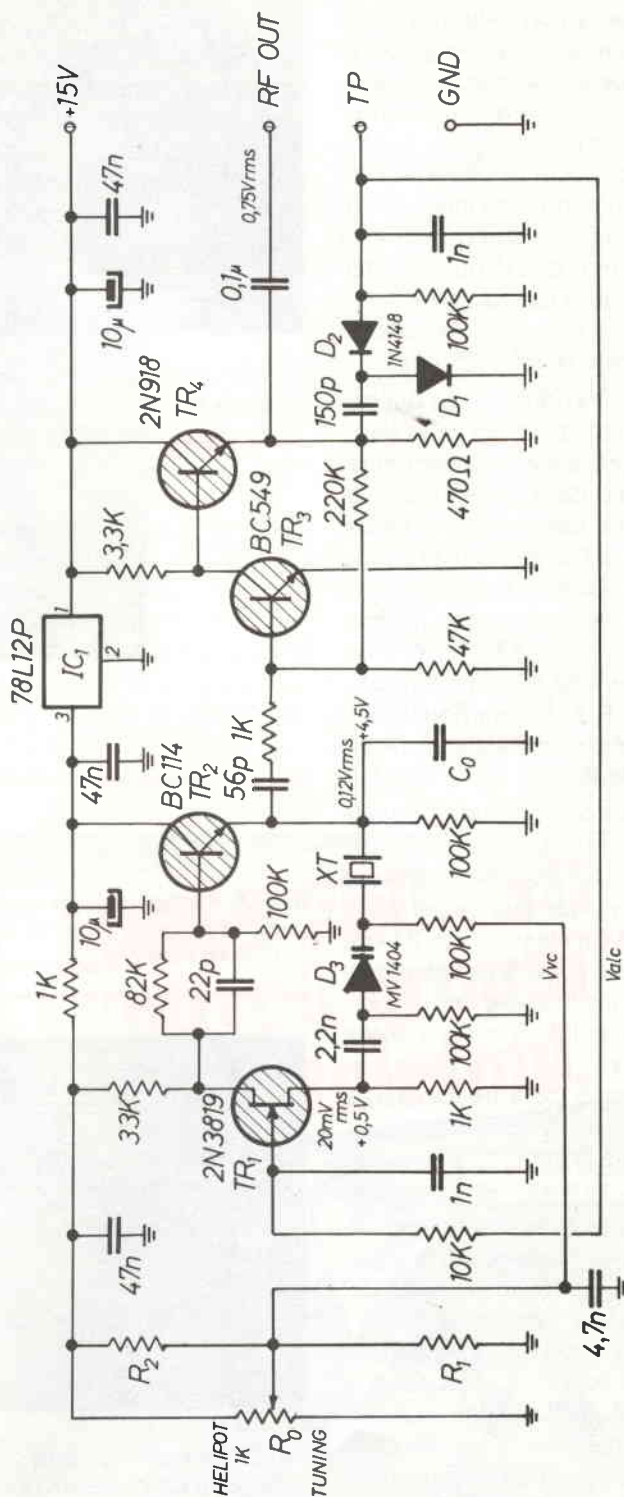 HELIPOT
1K
R₀
TUNING
R₂
R₁
4,7n
47n
10K
1n
33K
2N3819
TR₁
20mV
rms
+0,5V
1K
1K
2,2n
100K
82K
22p
100K
10µ
D₃
MV1404
100K
Vvc
Valc
XT
BC114
TR₂
47n
56p
1K
0,12Vrms
+4,5V
100K
C₀
78L12P
IC₁
3
1
2
47K
3,3K
BC549
TR₃
220K
2N918
TR₄
470Ω
150p
D₂
1N4148
D₁
100K
1n
10µ
47n
0,1µ
0,75Vrms
+15V
RF OUT
TP
GND